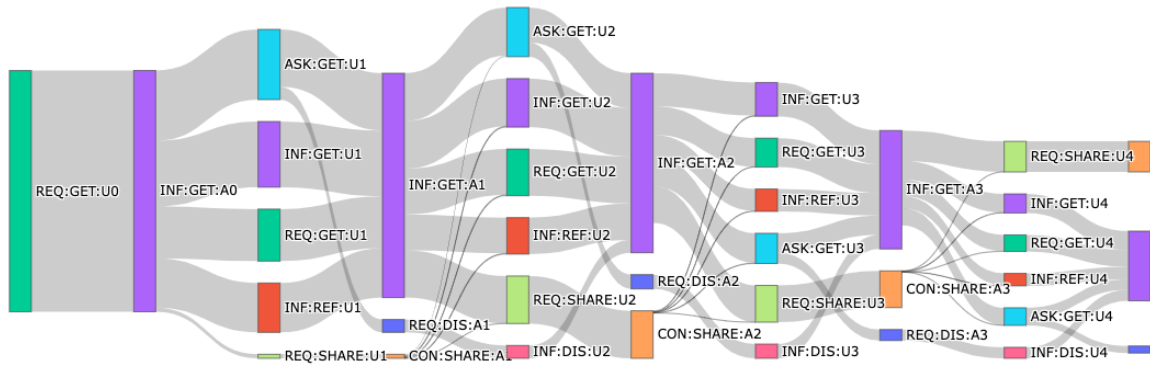 REQ:GET:U0
INF:GET:A0
ASK:GET:U1
INF:GET:U1
REQ:GET:U1
INF:REF:U1
REQ:SHARE:U1
INF:GET:A1
REQ:DIS:A1
CON:SHARE:A1
ASK:GET:U2
INF:GET:U2
REQ:GET:U2
INF:REF:U2
REQ:SHARE:U2
INF:DIS:U2
INF:GET:A2
REQ:DIS:A2
CON:SHARE:A2
INF:GET:U3
REQ:GET:U3
INF:REF:U3
ASK:GET:U3
REQ:SHARE:U3
INF:DIS:U3
INF:GET:A3
CON:SHARE:A3
REQ:DIS:A3
REQ:SHARE:U4
INF:GET:U4
REQ:GET:U4
INF:REF:U4
ASK:GET:U4
INF:DIS:U4